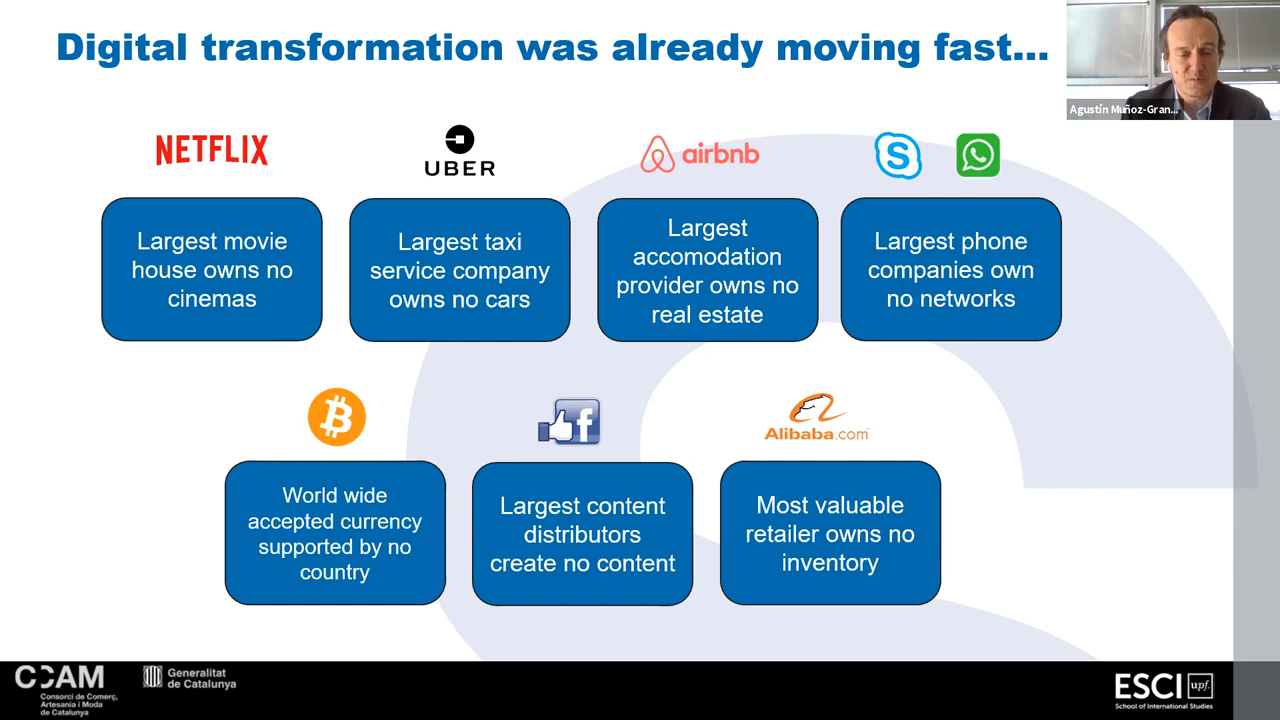 Digital transformation was already moving fast...
Agustín Muñoz-Gran...
NETFLIX
UBER
airbnb
S
Largest movie
house owns no
cinemas
Largest taxi
service company
owns no cars
Largest
accomodation
provider owns no
real estate
Largest phone
companies own
no networks
f
Alibaba.com
World wide
accepted currency
supported by no
country
Largest content
distributors
create no content
Most valuable
retailer owns no
inventory
CCAM
Consorci de Comerç,
Artesania i Moda
de Catalunya
Generalitat
de Catalunya
ESCI upf.
School of International Studies